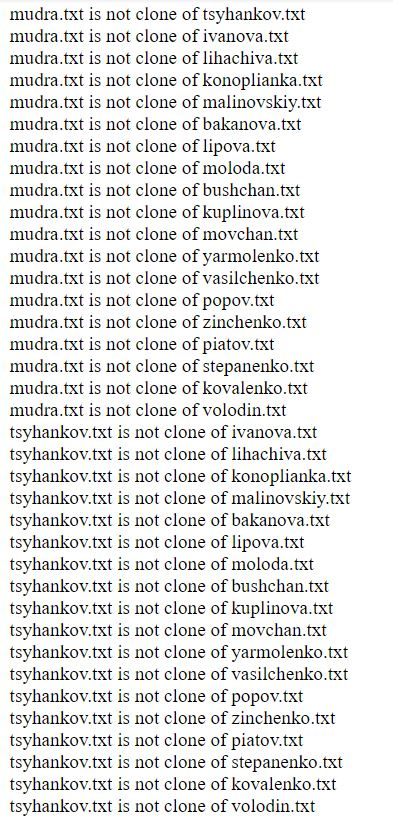 mudra.txt is not clone of tsyhankov.txt
mudra.txt is not clone of ivanova.txt
mudra.txt is not clone of lihachiva.txt
mudra.txt is not clone of konoplianka.txt
mudra.txt is not clone of malinovskiy.txt
mudra.txt is not clone of bakanova.txt
mudra.txt is not clone of lipova.txt
mudra.txt is not clone of moloda.txt
mudra.txt is not clone of bushchan.txt
mudra.txt is not clone of kuplinova.txt
mudra.txt is not clone of movchan.txt
mudra.txt is not clone of yarmolenko.txt
mudra.txt is not clone of vasilchenko.txt
mudra.txt is not clone of popov.txt
mudra.txt is not clone of zinchenko.txt
mudra.txt is not clone of piatov.txt
mudra.txt is not clone of stepanenko.txt
mudra.txt is not clone of kovalenko.txt
mudra.txt is not clone of volodin.txt
tsyhankov.txt is not clone of ivanova.txt
tsyhankov.txt is not clone of lihachiva.txt
tsyhankov.txt is not clone of konoplianka.txt
tsyhankov.txt is not clone of malinovskiy.txt
tsyhankov.txt is not clone of bakanova.txt
tsyhankov.txt is not clone of lipova.txt
tsyhankov.txt is not clone of moloda.txt
tsyhankov.txt is not clone of bushchan.txt
tsyhankov.txt is not clone of kuplinova.txt
tsyhankov.txt is not clone of movchan.txt
tsyhankov.txt is not clone of yarmolenko.txt
tsyhankov.txt is not clone of vasilchenko.txt
tsyhankov.txt is not clone of popov.txt
tsyhankov.txt is not clone of zinchenko.txt
tsyhankov.txt is not clone of piatov.txt
tsyhankov.txt is not clone of stepanenko.txt
tsyhankov.txt is not clone of kovalenko.txt
tsyhankov.txt is not clone of volodin.txt